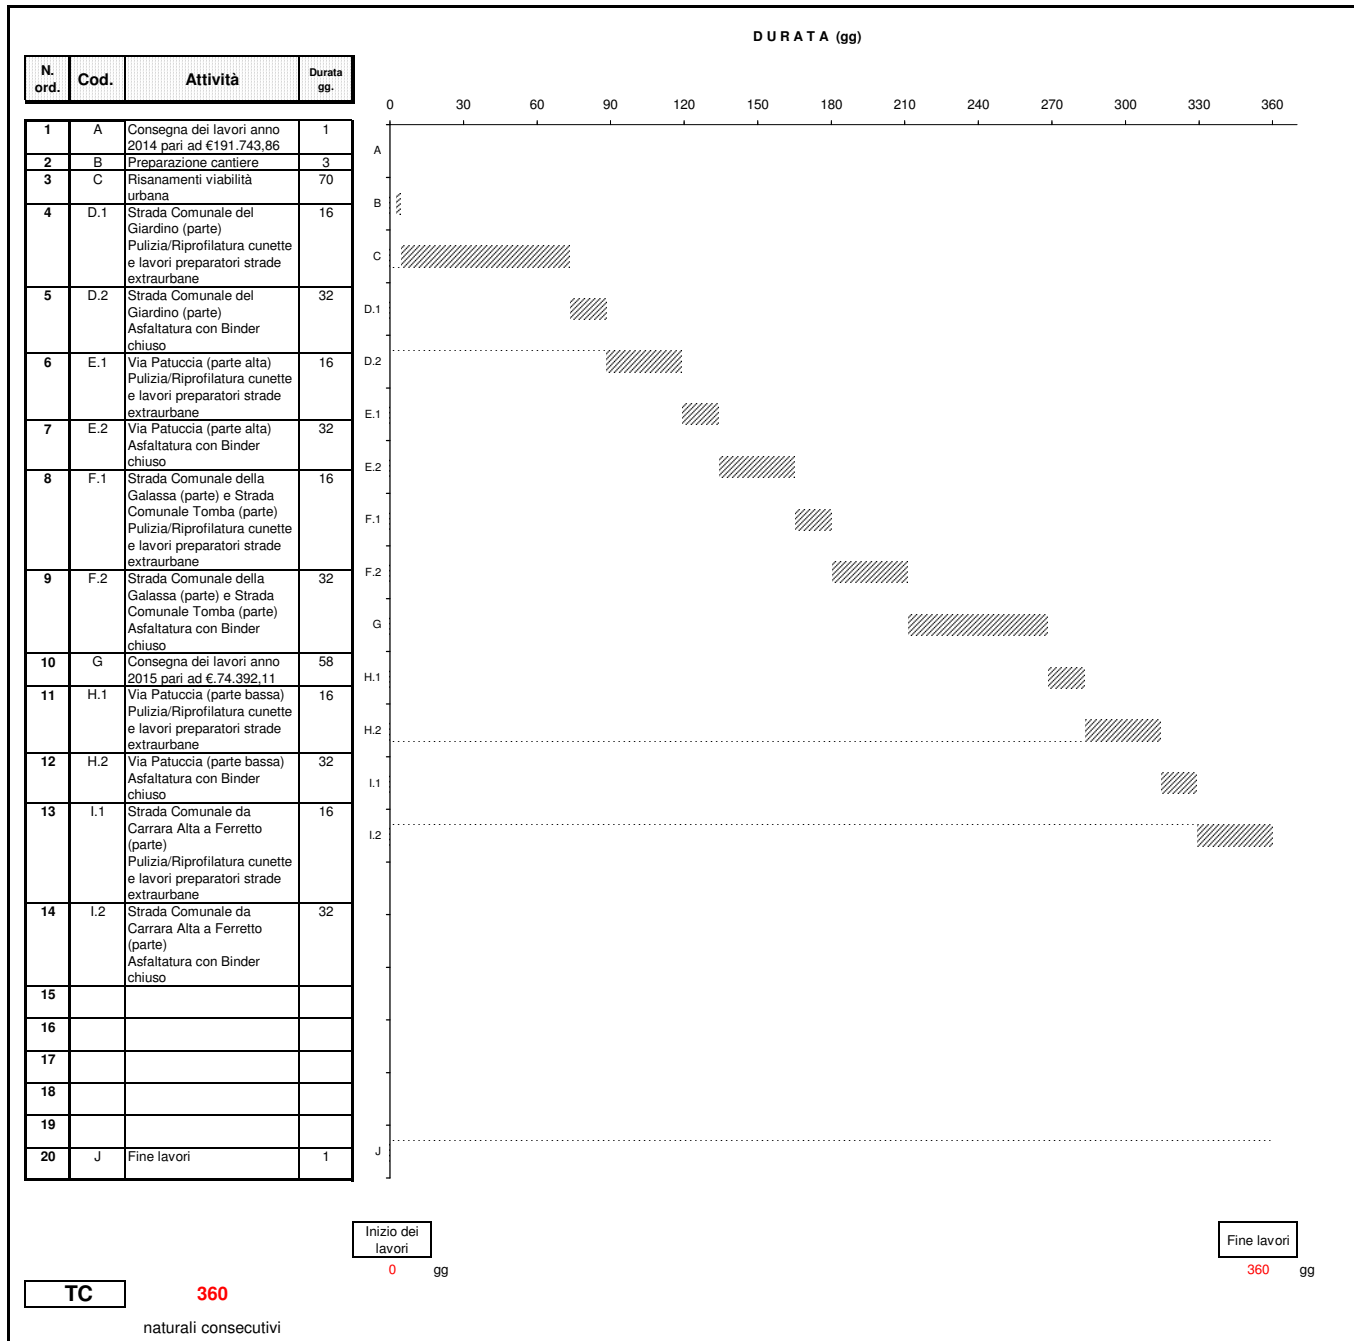 D U R A T A (gg)
N. ord. Cod. Attività Durata gg.
0 30 60 90 120 150 180 210 240 270 300 330 360
1 A Consegna dei lavori anno 1
2014 pari ad €191.743,86
2 B Preparazione cantiere 3
3 C Risanamenti viabilità 70
urbana
4 D.1 Strada Comunale del 16
Giardino (parte)
Pulizia/Riprofilatura cunette
e lavori preparatori strade
extraurbane
5 D.2 Strada Comunale del 32
Giardino (parte)
Asfaltatura con Binder
chiuso
6 E.1 Via Patuccia (parte alta) 16
Pulizia/Riprofilatura cunette
e lavori preparatori strade
extraurbane
7 E.2 Via Patuccia (parte alta) 32
Asfaltatura con Binder
chiuso
8 F.1 Strada Comunale della 16
Galassa (parte) e Strada
Comunale Tomba (parte)
Pulizia/Riprofilatura cunette
e lavori preparatori strade
extraurbane
9 F.2 Strada Comunale della 32
Galassa (parte) e Strada
Comunale Tomba (parte)
Asfaltatura con Binder
chiuso
10 G Consegna dei lavori anno 58
2015 pari ad €.74.392,11
11 H.1 Via Patuccia (parte bassa) 16
Pulizia/Riprofilatura cunette
e lavori preparatori strade
extraurbane
12 H.2 Via Patuccia (parte bassa) 32
Asfaltatura con Binder
chiuso
13 I.1 Strada Comunale da 16
Carrara Alta a Ferretto
(parte)
Pulizia/Riprofilatura cunette
e lavori preparatori strade
extraurbane
14 I.2 Strada Comunale da 32
Carrara Alta a Ferretto
(parte)
Asfaltatura con Binder
chiuso
15
16
17
18
19
20 J Fine lavori 1
A
B
C
D.1
D.2
E.1
E.2
F.1
F.2
G
H.1
H.2
I.1
I.2
J
Inizio dei
lavori
0 gg
Fine lavori
360 gg
TC 360
naturali consecutivi